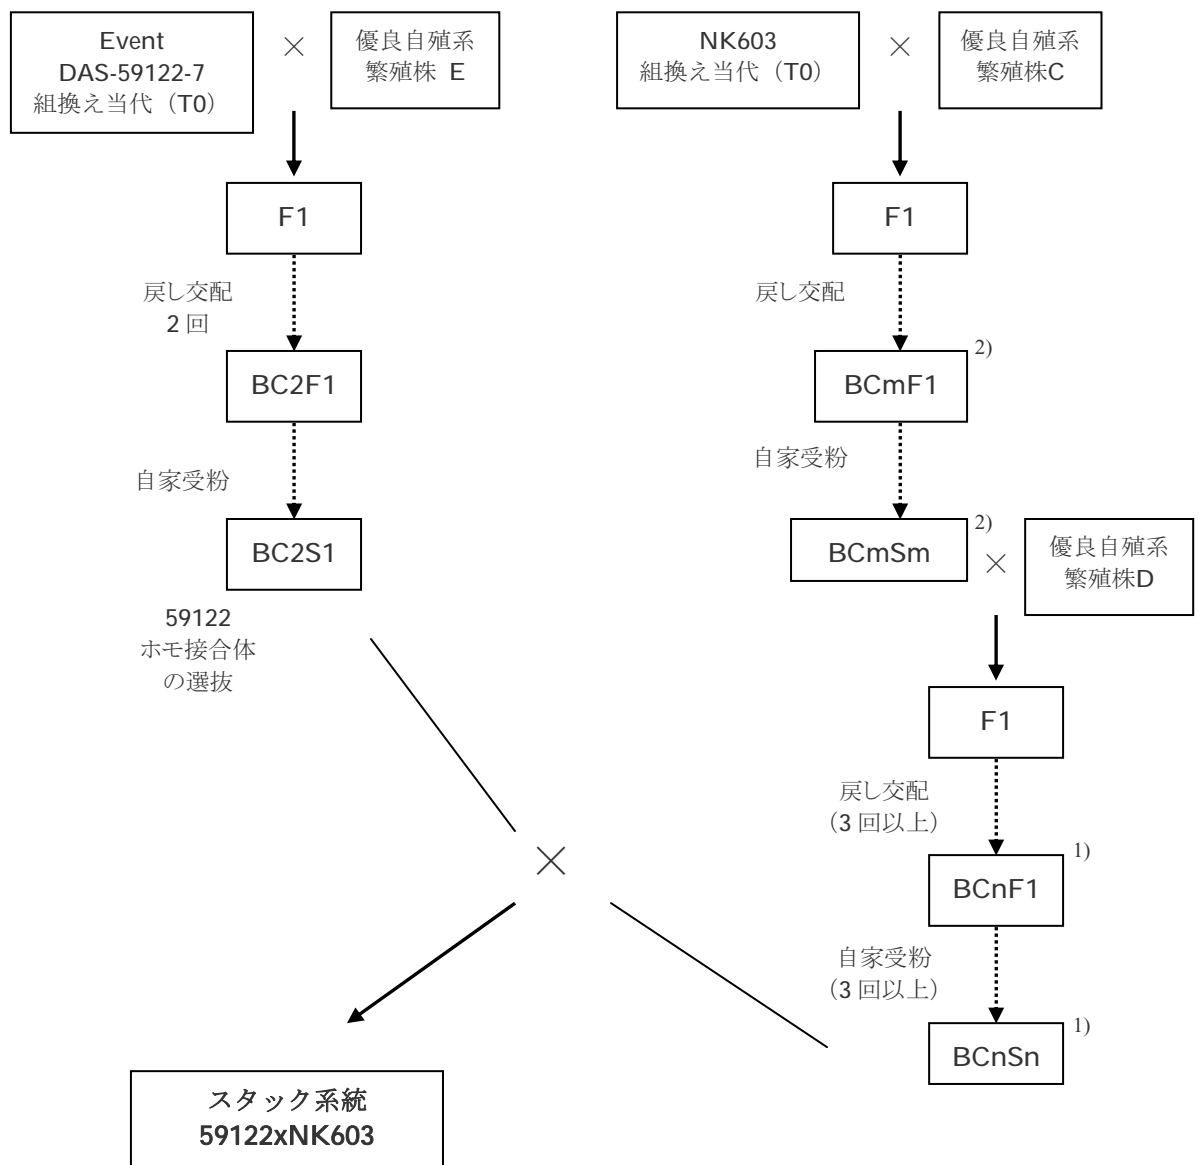 Event
DAS-59122-7
組換え当代（T0）
×
優良自殖系
繁殖株 E
NK603
組換え当代（T0）
×
優良自殖系
繁殖株C
F1
F1
戻し交配
2 回
戻し交配
BC2F1
BCmF1 2)
自家受粉
自家受粉
BC2S1
BCmSm 2)
×
優良自殖系
繁殖株D
59122
ホモ接合体
の選抜
F1
戻し交配
（3 回以上）
×
BCnF1 1)
自家受粉
（3 回以上）
BCnSn 1)
スタック系統
59122xNK603